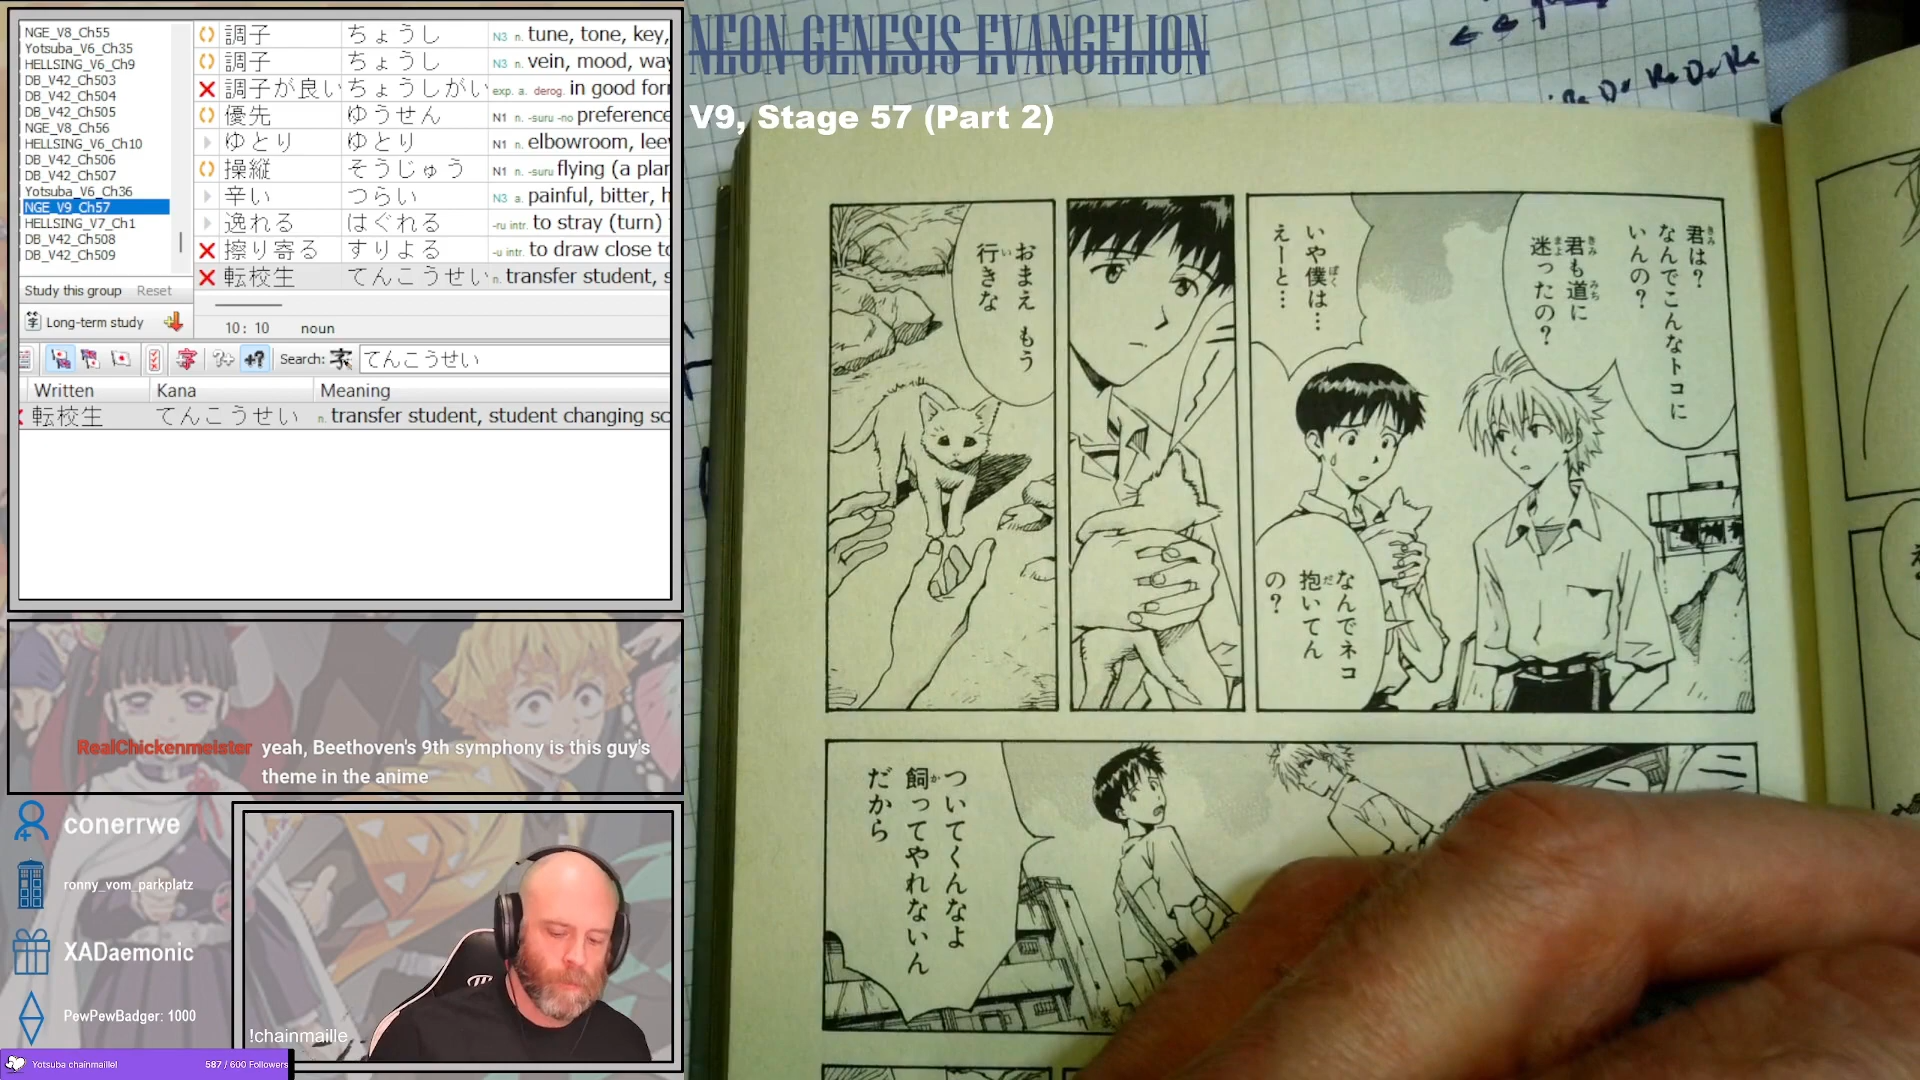 NGE_V8_Ch55
Yotsuba_V6_Ch35
HELLSING_V6_Ch9
DB_V42_Ch503
DB_V42_Ch504
DB_V42_Ch505
NGE_V8_Ch56
HELLSING_V6_Ch10
DB_V42_Ch506
DB_V42_Ch507
Yotsuba_V6_Ch36
NGE_V9_Ch57
HELLSING_V7_Ch1
DB_V42_Ch508
DB_V42_Ch509
Study this group Reset
Long-term study
調子 ちょうし N3 n. tune, tone, key,
調子 ちょうし N3 n. vein, mood, way
調子が良い ちょうしがい exp. a. derog. in good for
優先 ゆうせん N1 n. -suru -no preference
ゆとり ゆとり N1 n. elbowroom, lee
操縦 そうじゅう N1 n. -suru flying (a plan
辛い つらい N3 a. painful, bitter, h
逸れる はぐれる -ru intr. to stray (turn)
擦り寄る すりよる -u intr. to draw close to
転校生 てんこうせい n. transfer student, s
10: 10 noun
Search: てんこうせい
Written Kana Meaning
転校生 てんこうせい n. transfer student, student changing sc
RealChickenmeister yeah, Beethoven's 9th symphony is this guy's
theme in the anime
conerrwe
ronny_vom_parkplatz
XADaemonic
PewPewBadger: 1000
!chainmaille
Yotsuba chainmaille!
587 / 600 Followers
NEON GENESIS EVANGELION
V9, Stage 57 (Part 2)
君は?
なんでこんなトコに
いんの?
君も道に
迷ったの?
いや僕は…
えーと…
なんでネコ
抱いてん
の?
おまえ もう
行きな
ついてくんなよ
飼ってやれないん
だから